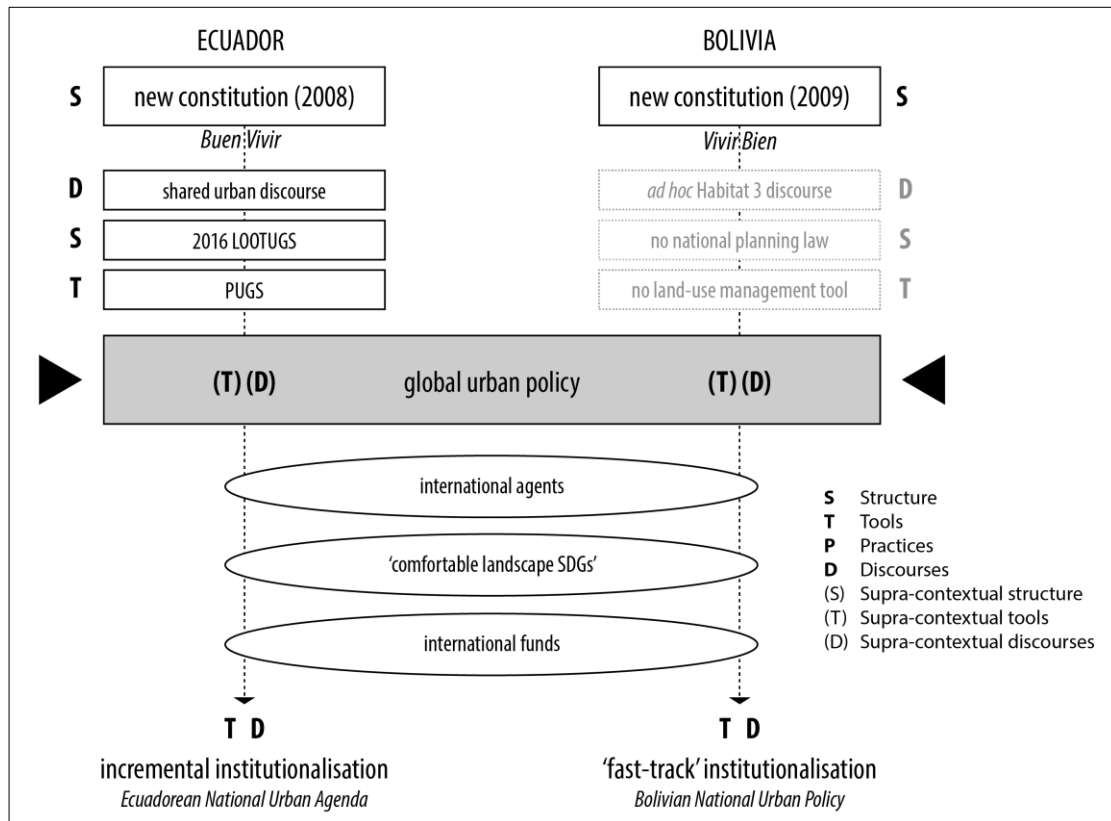 ECUADOR
BOLIVIA
S
new constitution (2008)
new constitution (2009)
S
Buen Vivir
Vivir Bien
D
shared urban discourse
ad hoc Habitat 3 discourse
D
S
2016 LOOTUGS
no national planning law
S
T
PUGS
no land-use management tool
T
(T) (D)
global urban policy
(T) (D)
international agents
'comfortable landscape SDGs'
international funds
S Structure
T Tools
P Practices
D Discourses
(S) Supra-contextual structure
(T) Supra-contextual tools
(D) Supra-contextual discourses
T D
T D
incremental institutionalisation
Ecuadorean National Urban Agenda
'fast-track' institutionalisation
Bolivian National Urban Policy